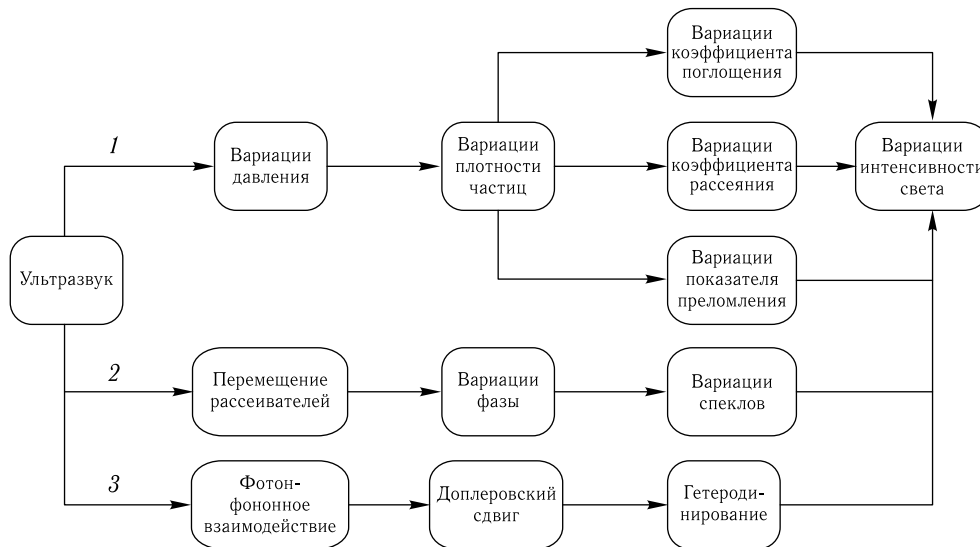 Ультразвук
1
Вариации
давления
Вариации
плотности
частиц
Вариации
коэффициента
поглощения
Вариации
коэффициента
рассеяния
Вариации
показателя
преломления
Вариации
интенсивности
света
2
Перемещение
рассеивателей
Вариации
фазы
Вариации
спеклов
3
Фотон-
фононное
взаимодействие
Доплеровский
сдвиг
Гетероди-
нирование